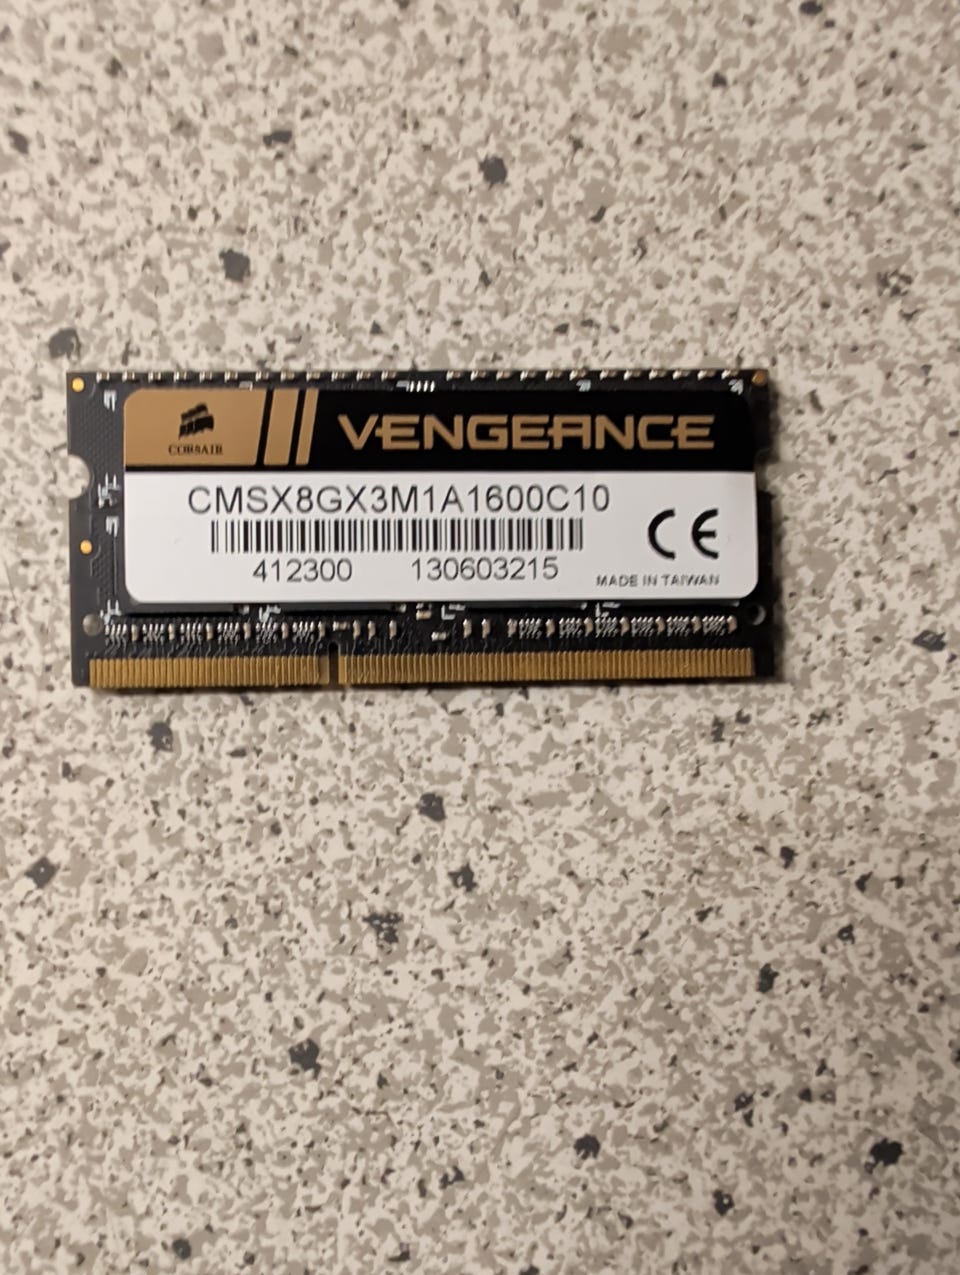 CORSAIR
VENGEANCE
CMSX8GX3M1A1600C10
412300 130603215
CE
MADE IN TAIWAN